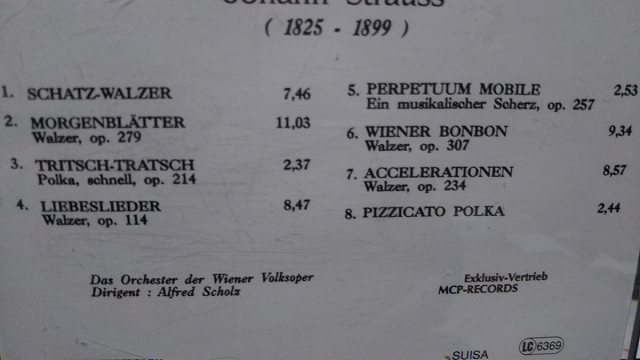 Johann Strauss
( 1825 - 1899 )
1. SCHATZ-WALZER 7,46
2. MORGENBLÄTTER 11,03
Walzer, op. 279
3. TRITSCH-TRATSCH 2,37
Polka, schnell, op. 214
4. LIEBESLIEDER 8,47
Walzer, op. 114
5. PERPETUUM MOBILE 2,53
Ein musikalischer Scherz, op. 257
6. WIENER BONBON 9,34
Walzer, op. 307
7. ACCELERATIONEN 8,57
Walzer, op. 234
8. PIZZICATO POLKA 2,44
Das Orchester der Wiener Volksoper
Dirigent : Alfred Scholz
Exklusiv-Vertrieb
MCP-RECORDS
SUISA
LC 6369